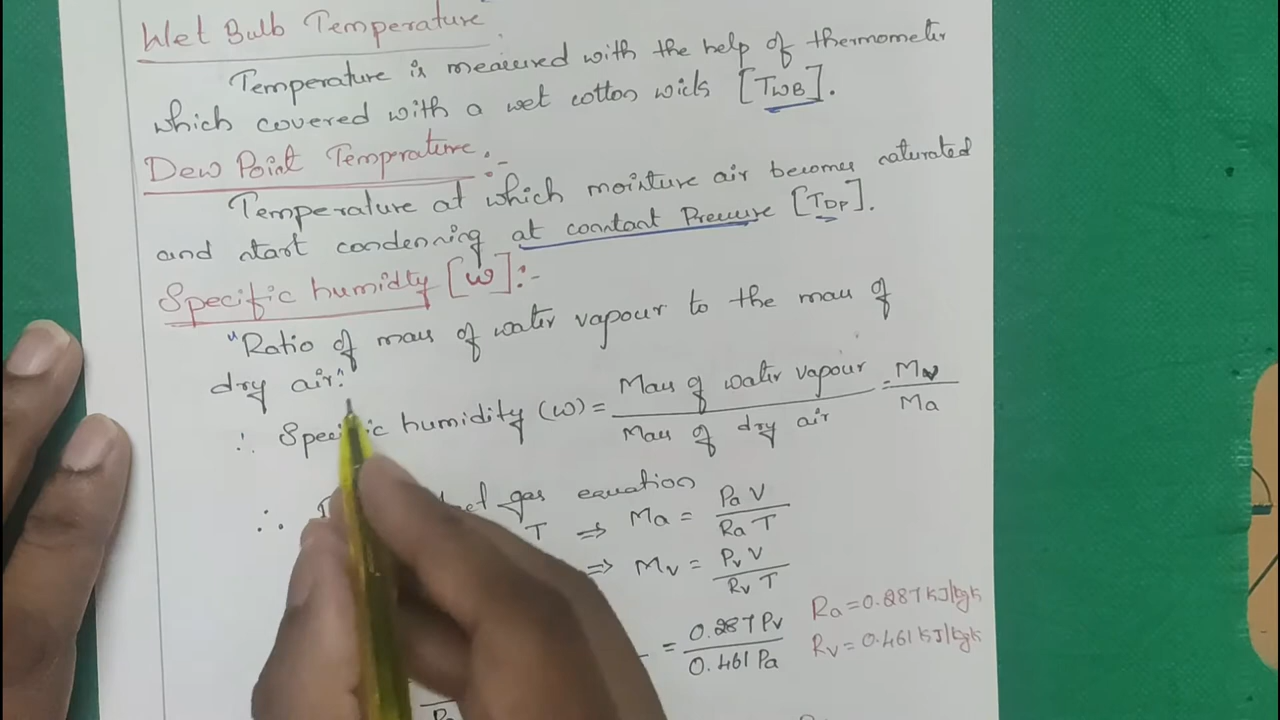 Wet Bulb Temperature
Temperature is measured with the help of thermometer
which covered with a wet cotton wick [TWB].
Dew Point Temprature :-
Temperature at which moisture air becomes saturated
and start condensing at constant Pressure [TDP].
Specific humidty [ω] :-
"Ratio of mass of water vapour to the mass of
dry air."
∴ Specific humidity (ω) = Mass of water vapour / Mass of dry air = Mv / Ma
∴ gas equation
T ⇒ Ma = Pa V / Ra T
⇒ Mv = Pv V / Rv T
= 0.287 Pv / 0.461 Pa
Ra = 0.287 KJ/kgk
Rv = 0.461 KJ/kgk